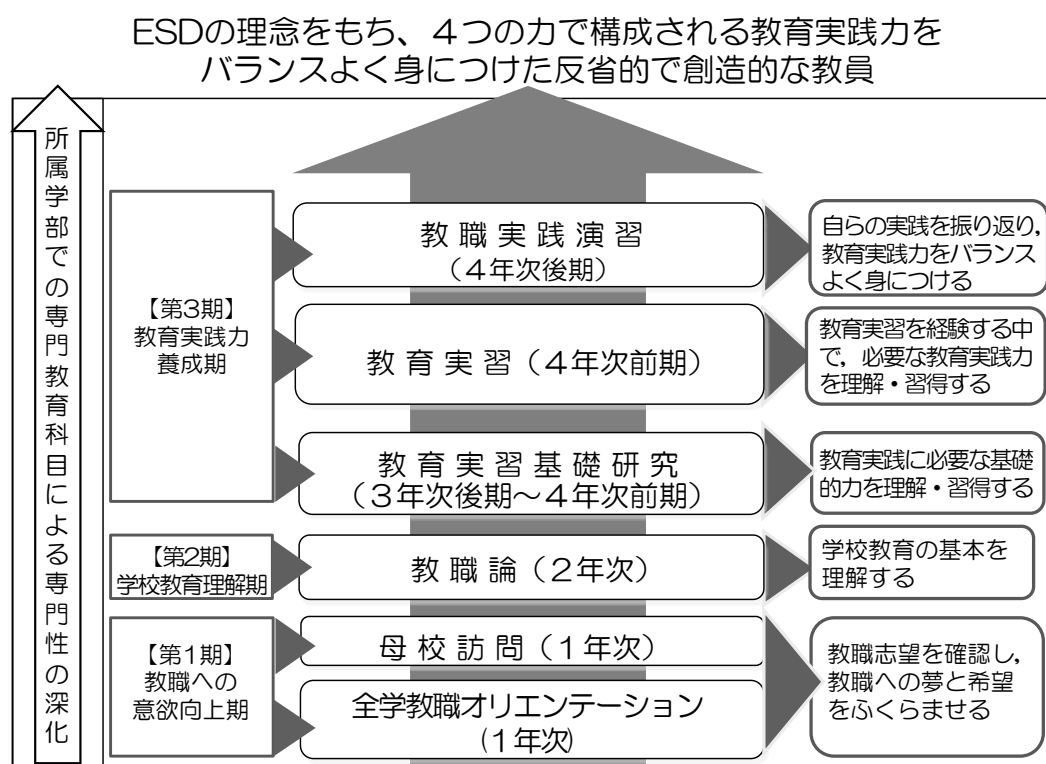 ESDの理念をもち、４つの力で構成される教育実践力を
バランスよく身につけた反省的で創造的な教員
所属学部での専門教育科目による専門性の深化
【第3期】
教育実践力
養成期
教職実践演習
（４年次後期）
自らの実践を振り返り,
教育実践力をバランス
よく身につける
教育実習（４年次前期）
教育実習を経験する中
で，必要な教育実践力
を理解・習得する
教育実習基礎研究
（３年次後期～４年次前期）
教育実践に必要な基礎
的力を理解・習得する
【第2期】
学校教育理解期
教職論（２年次）
学校教育の基本を
理解する
【第1期】
教職への
意欲向上期
母校訪問（１年次）
全学教職オリエンテーション
(１年次)
教職志望を確認し,
教職への夢と希望
をふくらませる